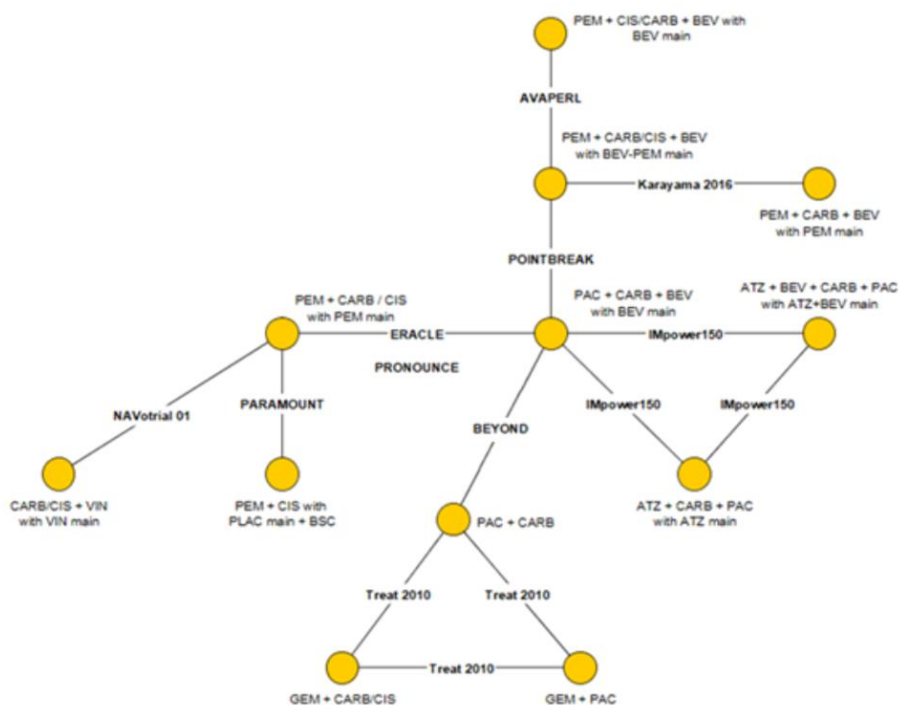 PEM + CIS/CARB + BEV with
BEV main
AVAPERL
PEM + CARB/CIS + BEV
with BEV-PEM main
Karayama 2016
PEM + CARB + BEV
with PEM main
POINTBREAK
PEM + CARB / CIS
with PEM main
PAC + CARB + BEV
with BEV main
ATZ + BEV + CARB + PAC
with ATZ+BEV main
ERACLE
IMpower150
PRONOUNCE
NAVotrial 01
PARAMOUNT
BEYOND
IMpower150
IMpower150
CARB/CIS + VIN
with VIN main
PEM + CIS with
PLAC main + BSC
ATZ + CARB + PAC
with ATZ main
PAC + CARB
Treat 2010
Treat 2010
Treat 2010
GEM + CARB/CIS
GEM + PAC